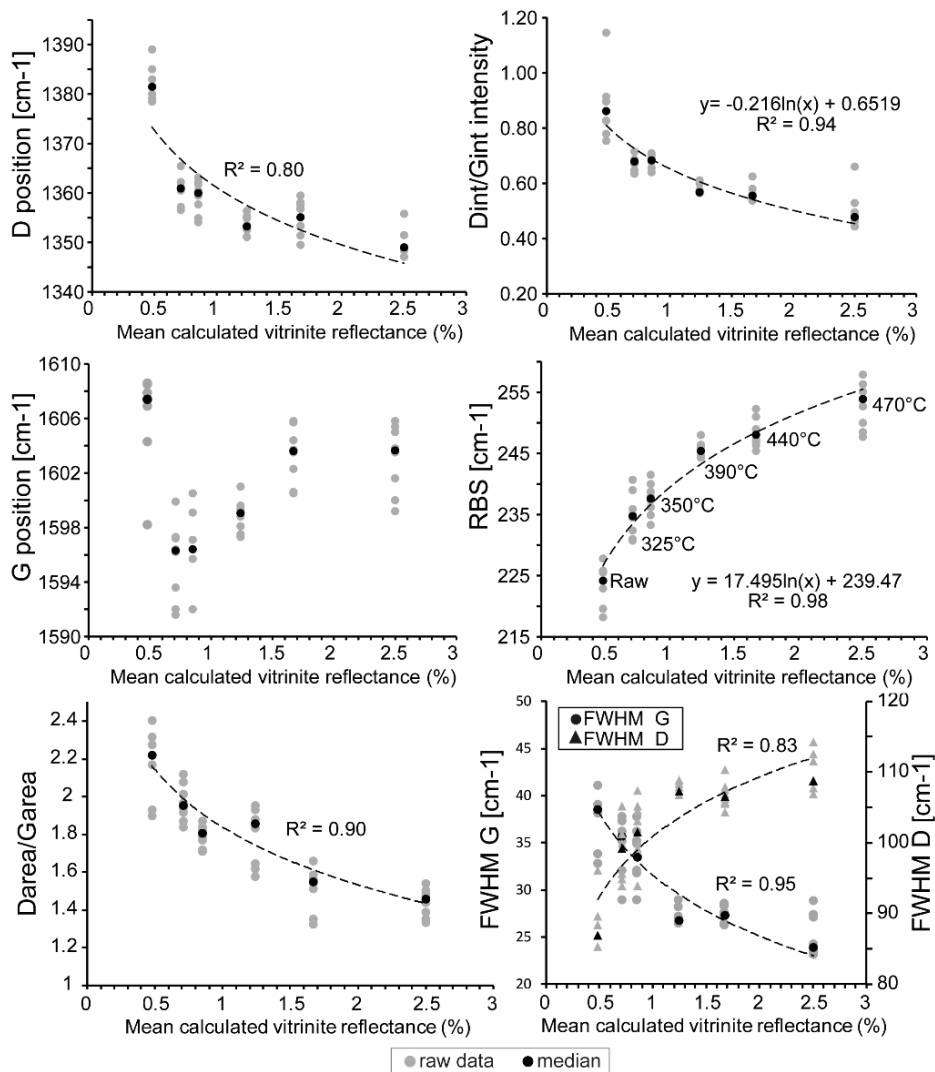 D position [cm-1]
1390
1380
1370
1360
1350
1340
R² = 0.80
0
0.5
1
1.5
2
2.5
3
Mean calculated vitrinite reflectance (%)
Dint/Gint intensity
1.20
1.00
0.80
0.60
0.40
0.20
y= -0.216ln(x) + 0.6519
R² = 0.94
0
0.5
1
1.5
2
2.5
3
Mean calculated vitrinite reflectance (%)
G position [cm-1]
1610
1606
1602
1598
1594
1590
0
0.5
1
1.5
2
2.5
3
Mean calculated vitrinite reflectance (%)
RBS [cm-1]
255
245
235
225
215
470°C
440°C
390°C
350°C
325°C
Raw
y = 17.495ln(x) + 239.47
R² = 0.98
0
0.5
1
1.5
2
2.5
3
Mean calculated vitrinite reflectance (%)
Darea/Garea
2.4
2.2
2
1.8
1.6
1.4
1.2
1
R² = 0.90
0
0.5
1
1.5
2
2.5
3
Mean calculated vitrinite reflectance (%)
FWHM G [cm-1]
50
45
40
35
30
25
20
FWHM G
FWHM D
R² = 0.83
R² = 0.95
120
110
100
90
80
FWHM D [cm-1]
0
0.5
1
1.5
2
2.5
3
Mean calculated vitrinite reflectance (%)
raw data
median